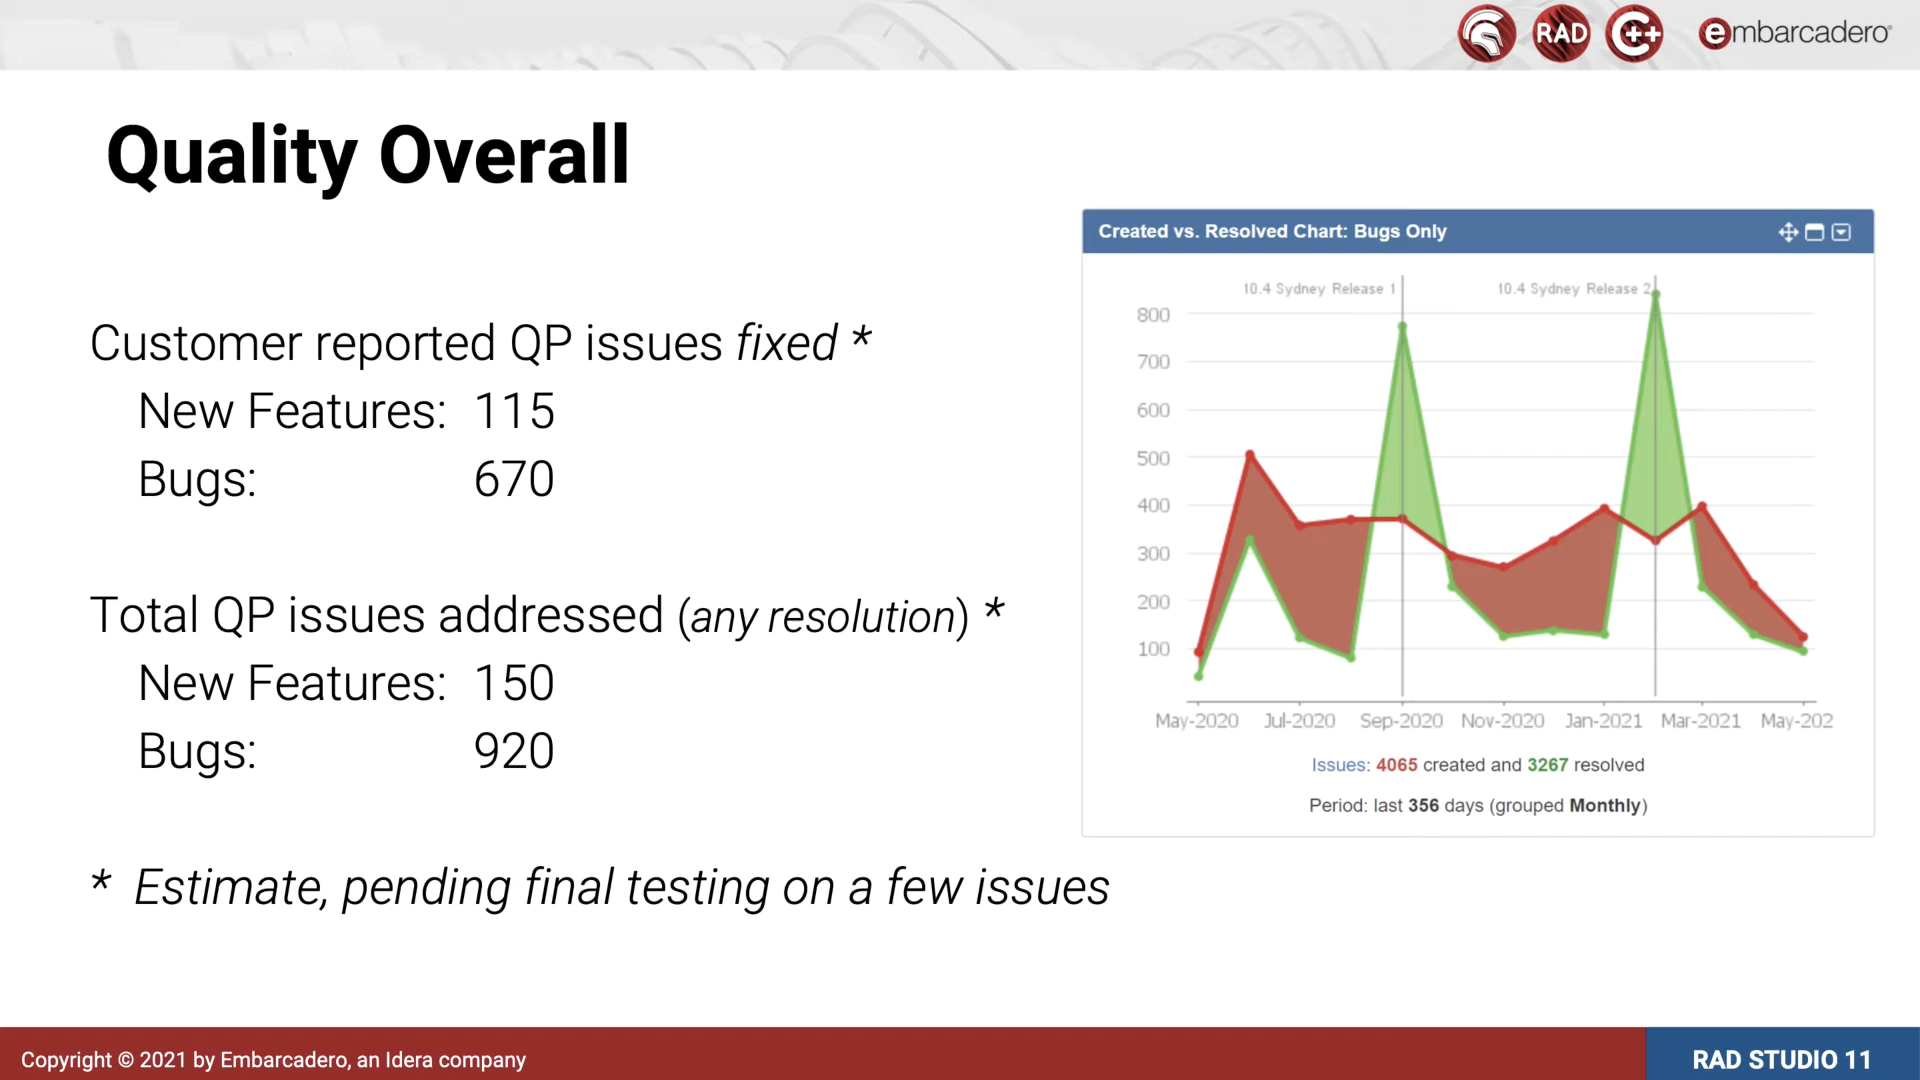 RAD
C++
embarcadero®
Quality Overall
Customer reported QP issues fixed *
New Features: 115
Bugs: 670
Total QP issues addressed (any resolution) *
New Features: 150
Bugs: 920
* Estimate, pending final testing on a few issues
Created vs. Resolved Chart: Bugs Only
10.4 Sydney Release 1
10.4 Sydney Release 2
800
700
600
500
400
300
200
100
May-2020 Jul-2020 Sep-2020 Nov-2020 Jan-2021 Mar-2021 May-202
Issues: 4065 created and 3267 resolved
Period: last 356 days (grouped Monthly)
Copyright © 2021 by Embarcadero, an Idera company
RAD STUDIO 11